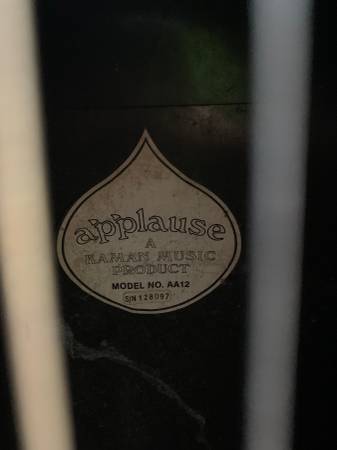 applause
A
KAMAN MUSIC
PRODUCT
MODEL NO. AA12
S/N 128097